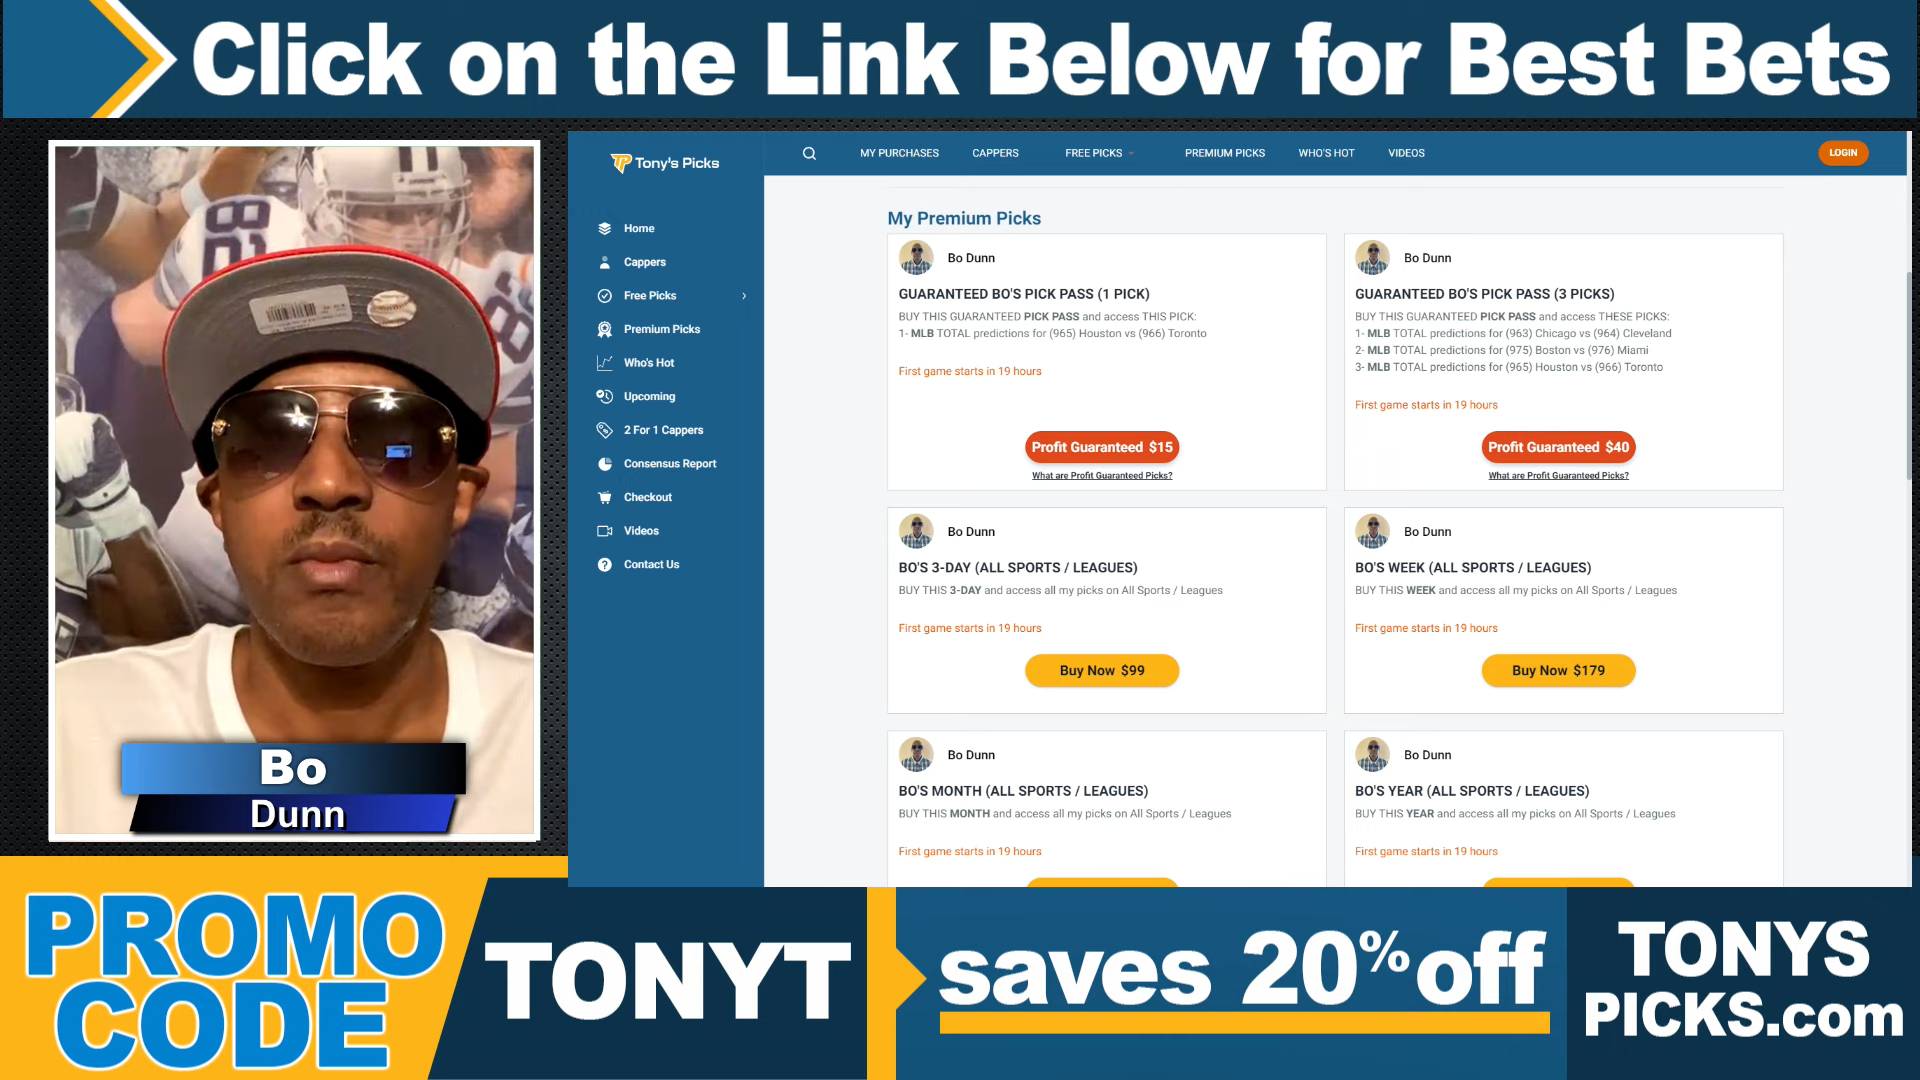 Click on the Link Below for Best Bets
Bo
Dunn
TP Tony's Picks
MY PURCHASES
CAPPERS
FREE PICKS
PREMIUM PICKS
WHO'S HOT
VIDEOS
LOGIN
Home
Cappers
Free Picks
Premium Picks
Who's Hot
Upcoming
2 For 1 Cappers
Consensus Report
Checkout
Videos
Contact Us
My Premium Picks
Bo Dunn
GUARANTEED BO'S PICK PASS (1 PICK)
BUY THIS GUARANTEED PICK PASS and access THIS PICK:
1- MLB TOTAL predictions for (965) Houston vs (966) Toronto
First game starts in 19 hours
Profit Guaranteed $15
What are Profit Guaranteed Picks?
Bo Dunn
GUARANTEED BO'S PICK PASS (3 PICKS)
BUY THIS GUARANTEED PICK PASS and access THESE PICKS:
1- MLB TOTAL predictions for (963) Chicago vs (964) Cleveland
2- MLB TOTAL predictions for (975) Boston vs (976) Miami
3- MLB TOTAL predictions for (965) Houston vs (966) Toronto
First game starts in 19 hours
Profit Guaranteed $40
What are Profit Guaranteed Picks?
Bo Dunn
BO'S 3-DAY (ALL SPORTS / LEAGUES)
BUY THIS 3-DAY and access all my picks on All Sports / Leagues
First game starts in 19 hours
Buy Now $99
Bo Dunn
BO'S WEEK (ALL SPORTS / LEAGUES)
BUY THIS WEEK and access all my picks on All Sports / Leagues
First game starts in 19 hours
Buy Now $179
Bo Dunn
BO'S MONTH (ALL SPORTS / LEAGUES)
BUY THIS MONTH and access all my picks on All Sports / Leagues
First game starts in 19 hours
Bo Dunn
BO'S YEAR (ALL SPORTS / LEAGUES)
BUY THIS YEAR and access all my picks on All Sports / Leagues
First game starts in 19 hours
PROMO
CODE
TONYT
saves 20% off
TONYS
PICKS.com